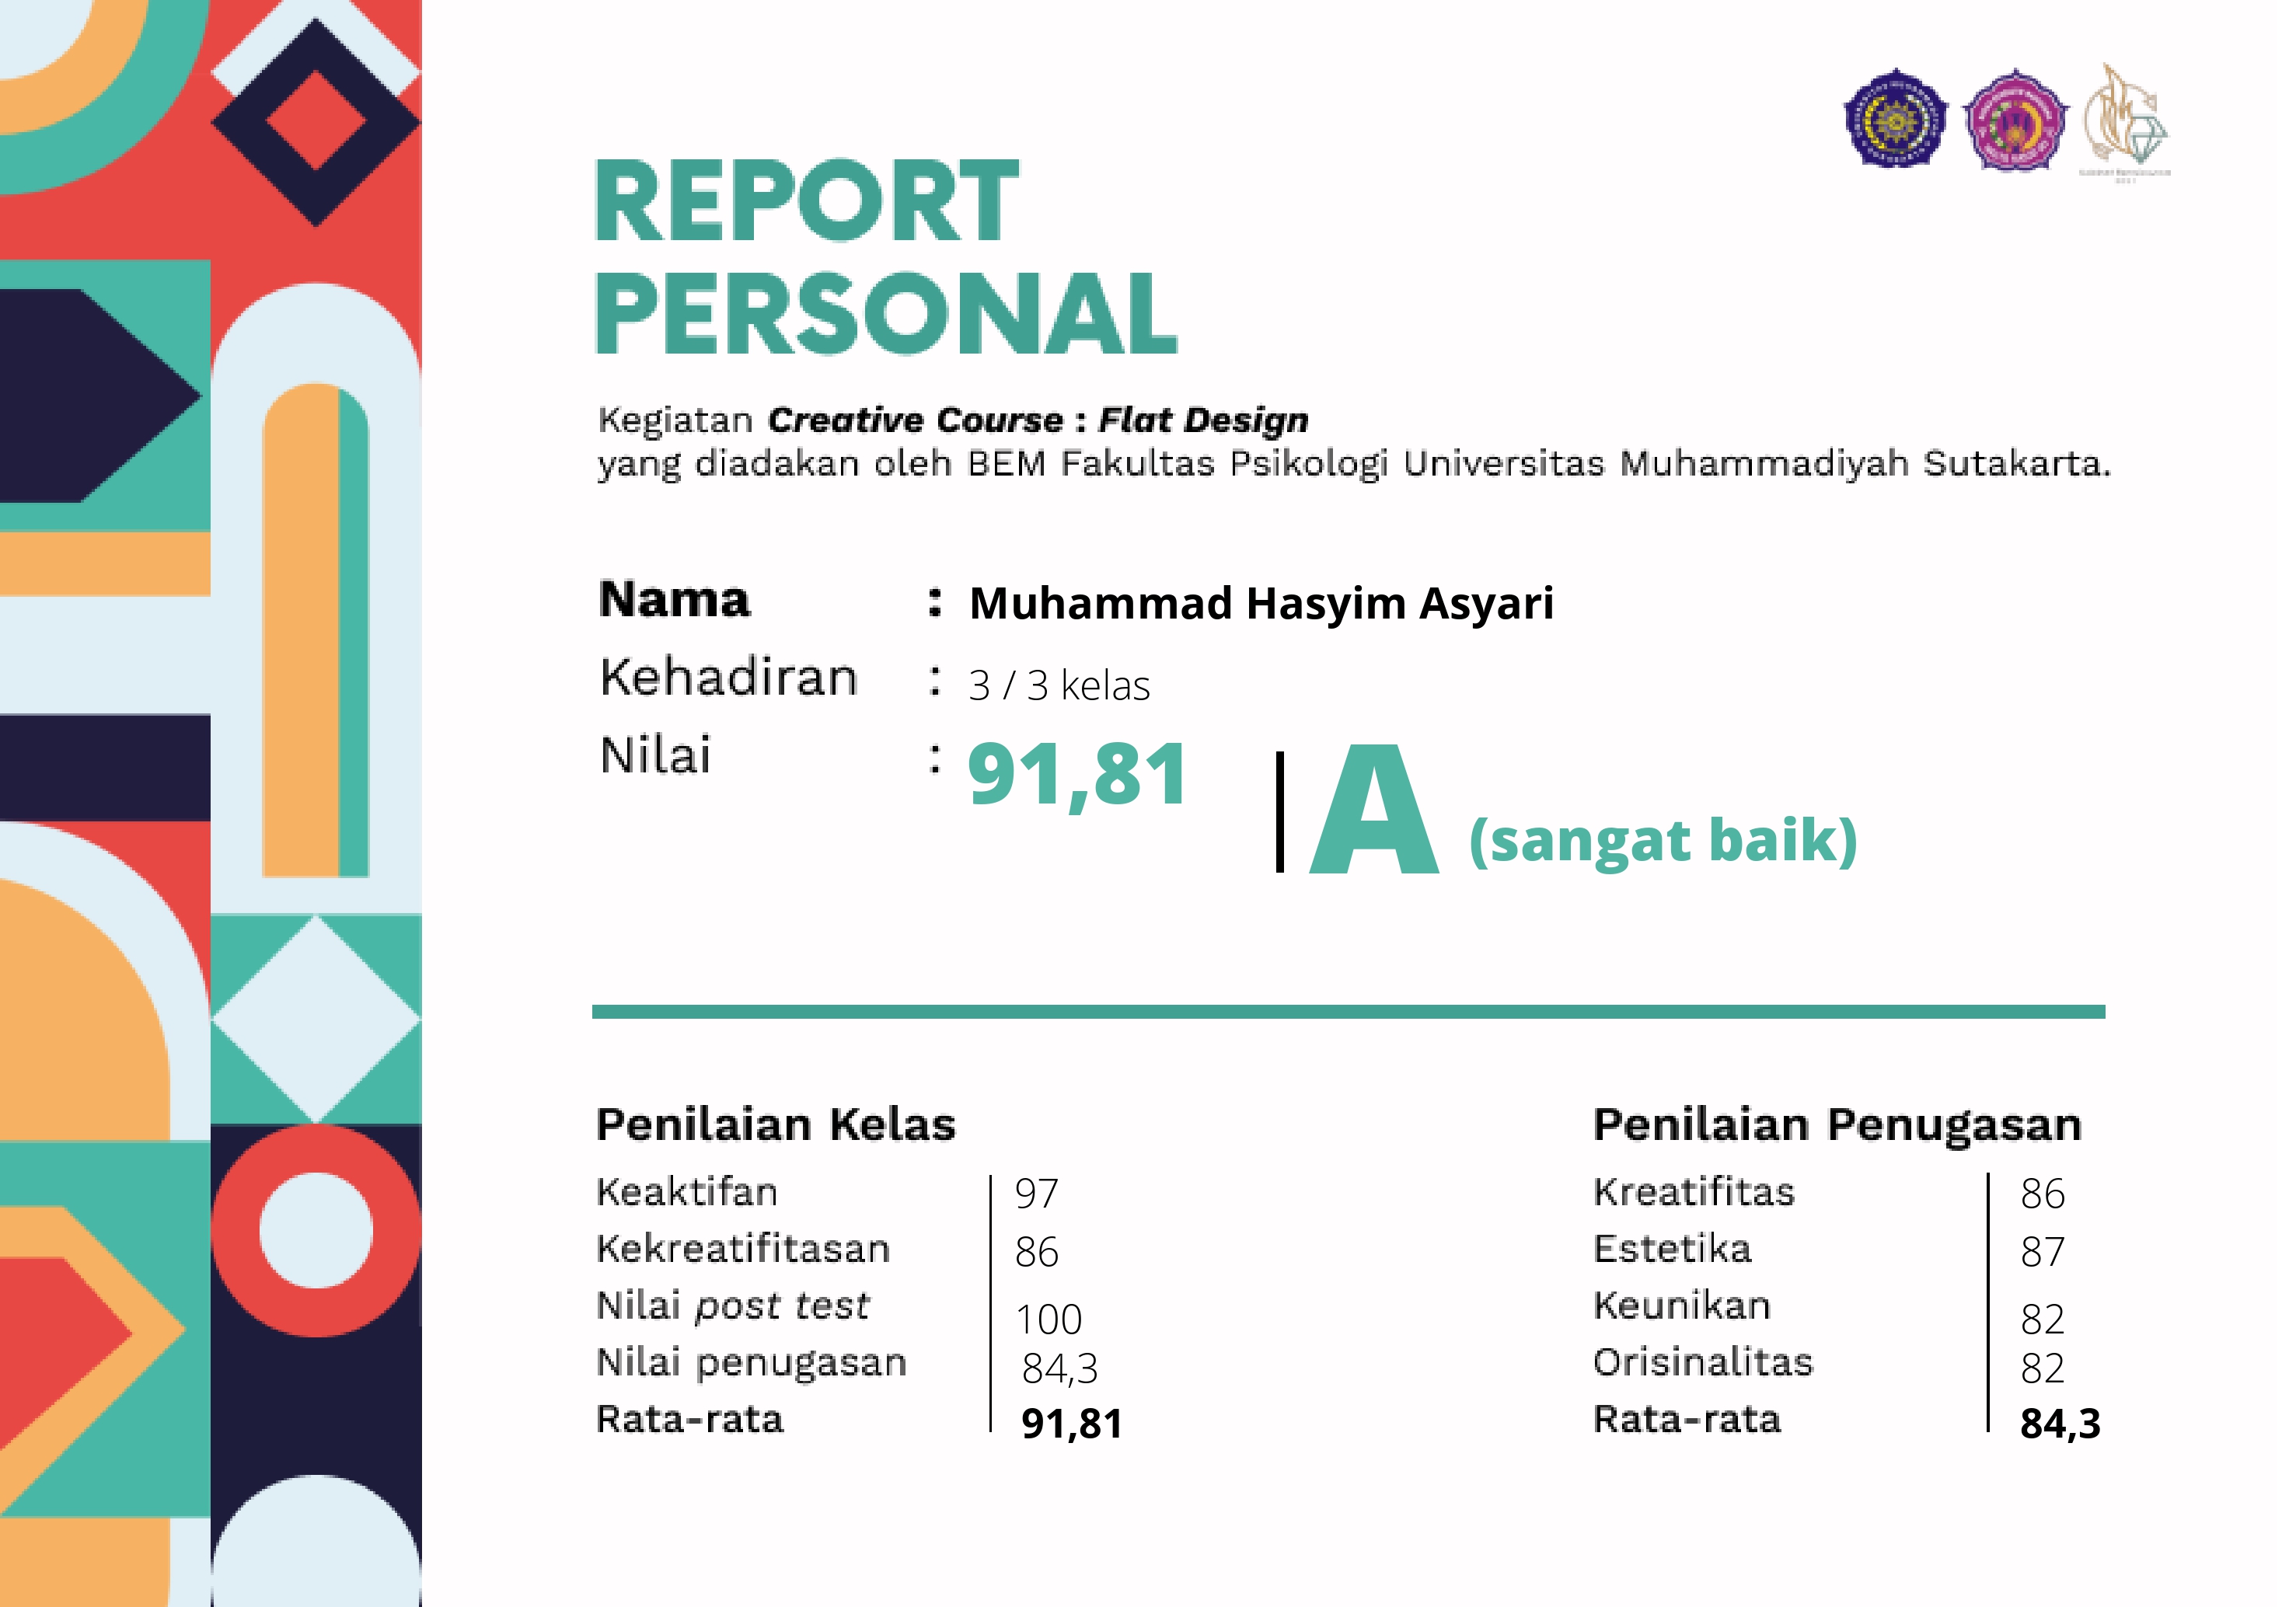 REPORT
PERSONAL
Kegiatan Creative Course : Flat Design
yang diadakan oleh BEM Fakultas Psikologi Universitas Muhammadiyah Sutakarta.
Nama : Muhammad Hasyim Asyari
Kehadiran : 3 / 3 kelas
Nilai : 91,81 | A (sangat baik)
Penilaian Kelas
Keaktifan 97
Kekreatifitasan 86
Nilai post test 100
Nilai penugasan 84,3
Rata-rata 91,81
Penilaian Penugasan
Kreatifitas 86
Estetika 87
Keunikan 82
Orisinalitas 82
Rata-rata 84,3